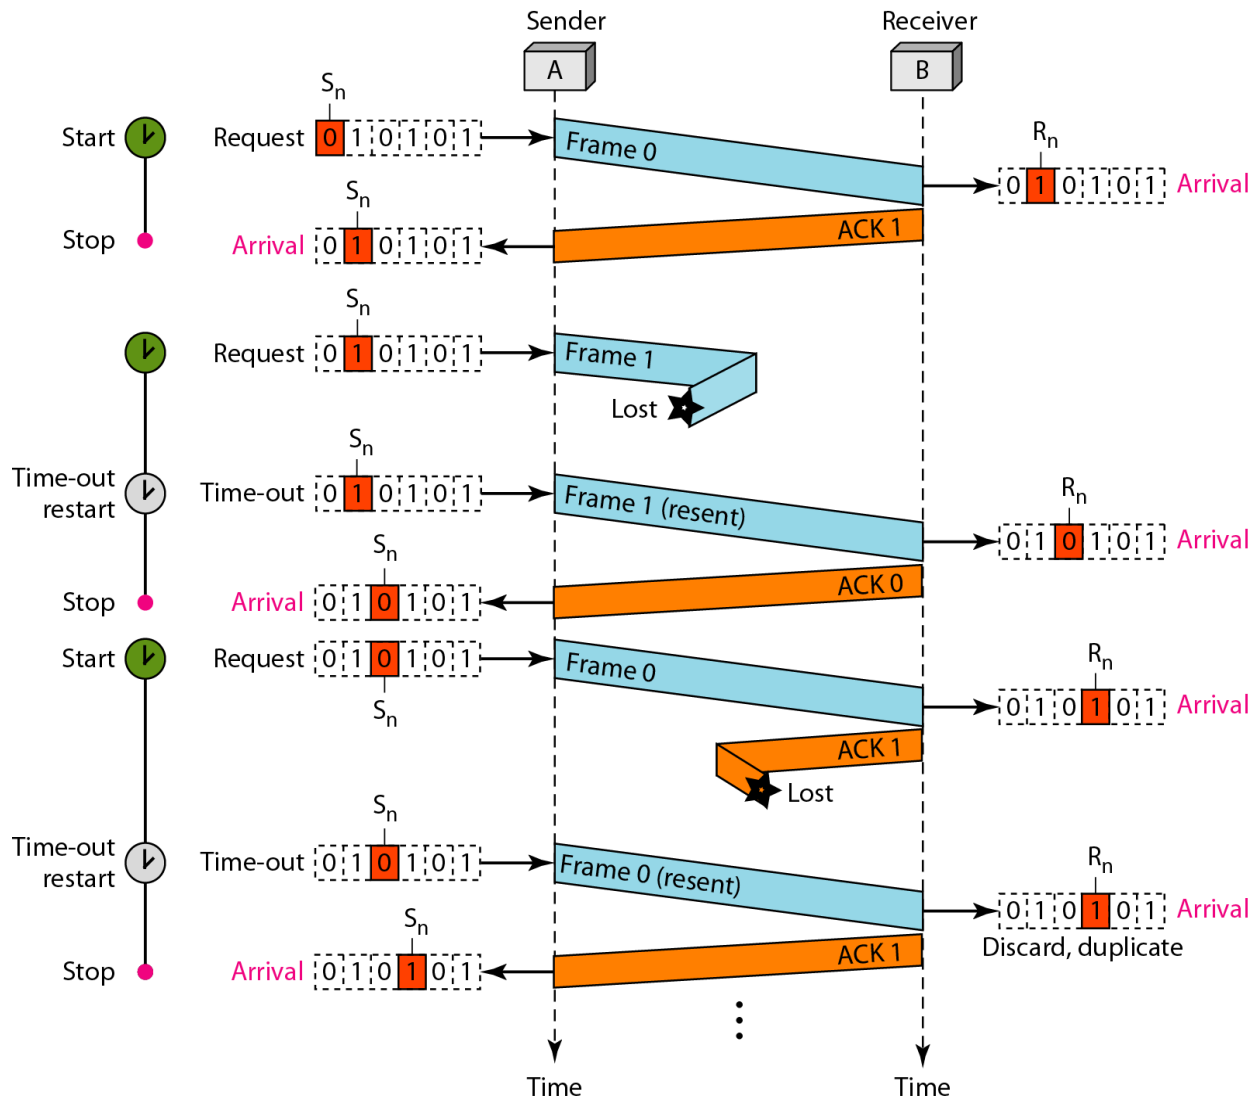 Sender Receiver
A B
Sn
Start Request 0 1 0 1 0 1 Frame 0 Rn
0 1 0 1 0 1 Arrival
Sn
Stop Arrival 0 1 0 1 0 1 ACK 1
Sn
Request 0 1 0 1 0 1 Frame 1
Lost
Sn
Time-out
restart Time-out 0 1 0 1 0 1 Frame 1 (resent) Rn
0 1 0 1 0 1 Arrival
Sn
Stop Arrival 0 1 0 1 0 1 ACK 0
Start Request 0 1 0 1 0 1 Frame 0 Rn
Sn 0 1 0 1 0 1 Arrival
ACK 1
Lost
Sn
Time-out
restart Time-out 0 1 0 1 0 1 Frame 0 (resent) Rn
0 1 0 1 0 1 Arrival
Sn Discard, duplicate
Stop Arrival 0 1 0 1 0 1 ACK 1
Time Time